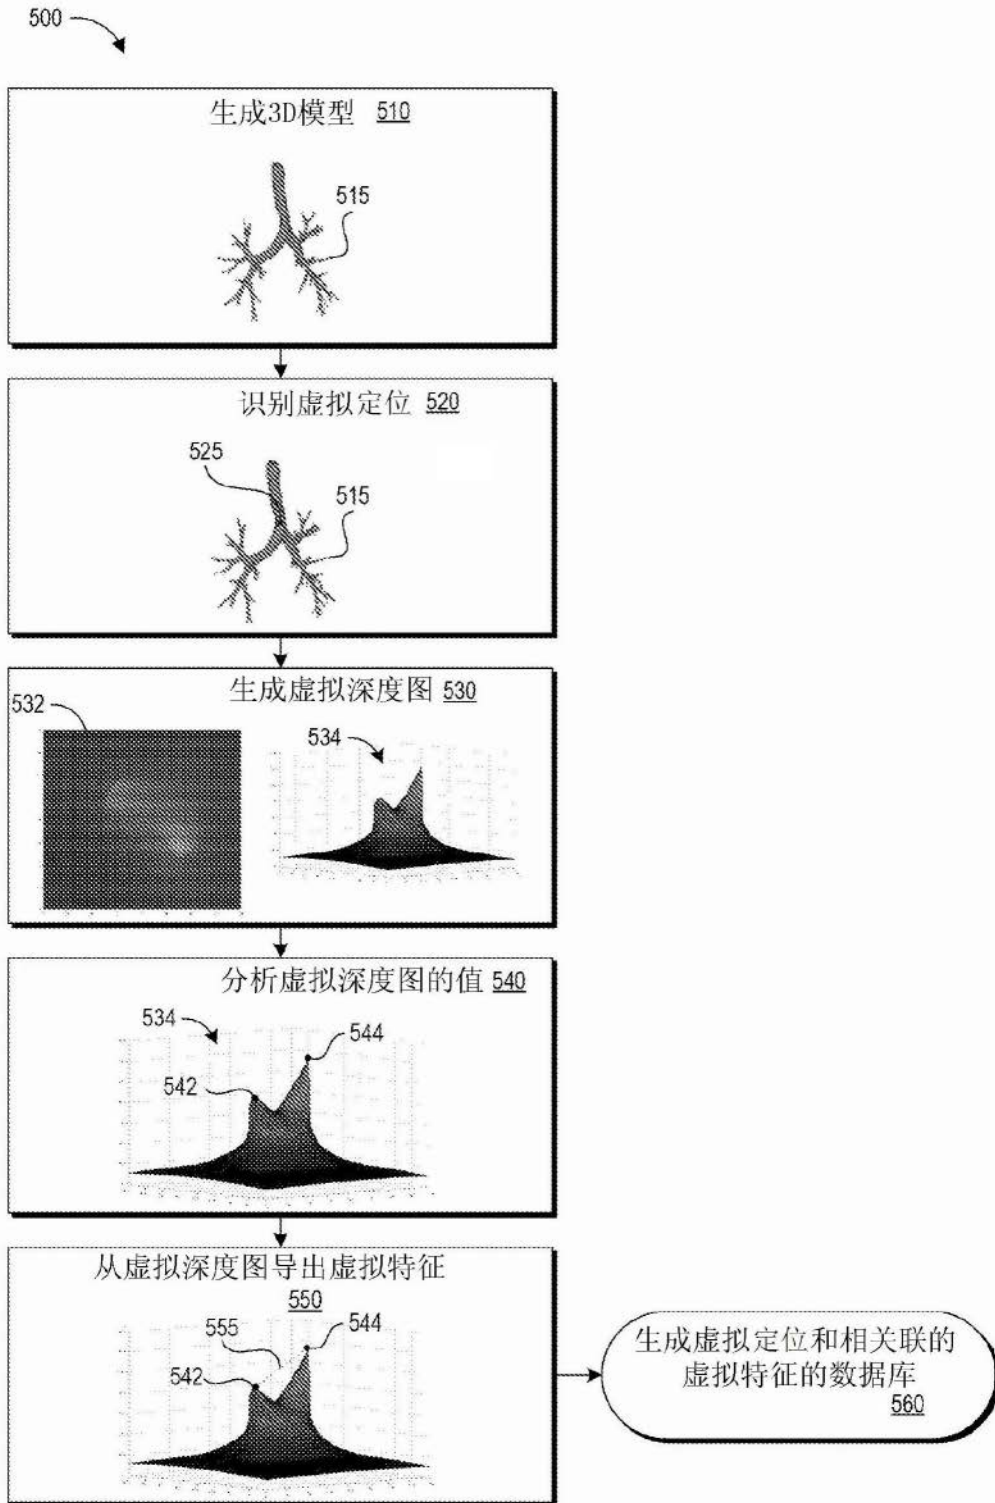 500
生成3D模型 510
515
识别虚拟定位 520
525
515
生成虚拟深度图 530
532
534
分析虚拟深度图的值 540
534
544
542
从虚拟深度图导出虚拟特征
550
555
544
542
生成虚拟定位和相关联的
虚拟特征的数据库
560